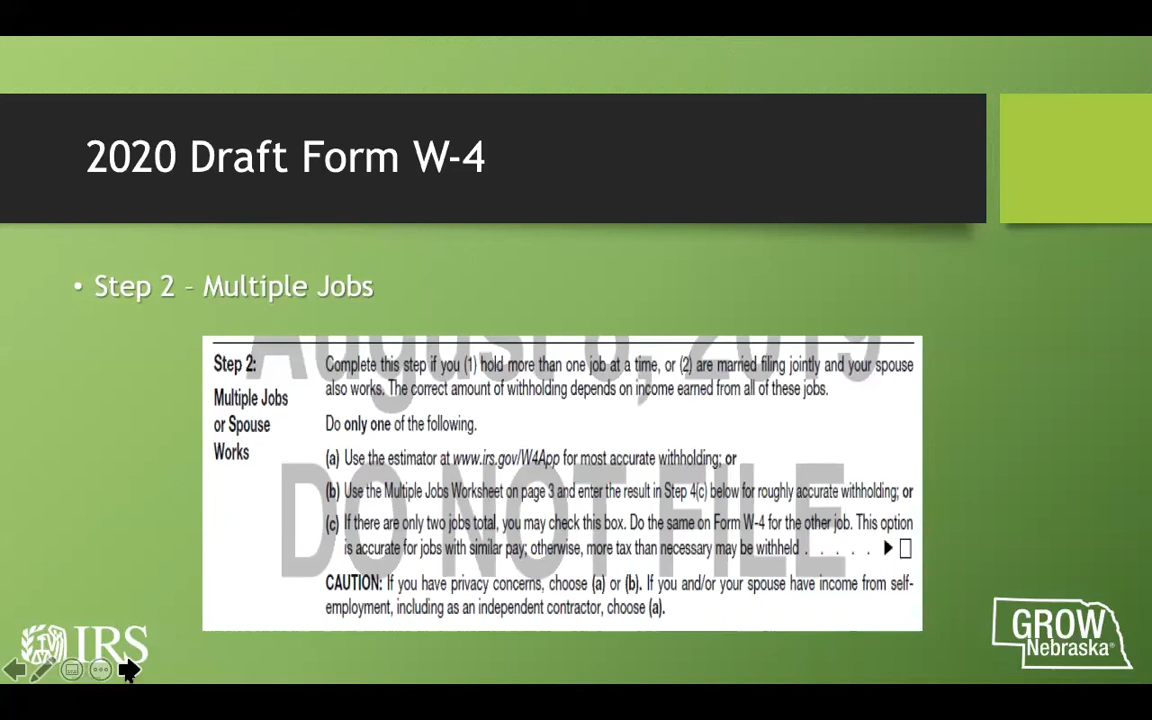 2020 Draft Form W-4
• Step 2 – Multiple Jobs
August 8, 2019
Step 2:
Multiple Jobs
or Spouse
Works
Complete this step if you (1) hold more than one job at a time, or (2) are married filing jointly and your spouse
also works. The correct amount of withholding depends on income earned from all of these jobs.
Do only one of the following.
(a) Use the estimator at www.irs.gov/W4App for most accurate withholding; or
(b) Use the Multiple Jobs Worksheet on page 3 and enter the result in Step 4(c) below for roughly accurate withholding; or
(c) If there are only two jobs total, you may check this box. Do the same on Form W-4 for the other job. This option
is accurate for jobs with similar pay; otherwise, more tax than necessary may be withheld . . . . . ▶ □
CAUTION: If you have privacy concerns, choose (a) or (b). If you and/or your spouse have income from self-
employment, including as an independent contractor, choose (a).
DO NOT FILE
IRS
GROW
Nebraska®